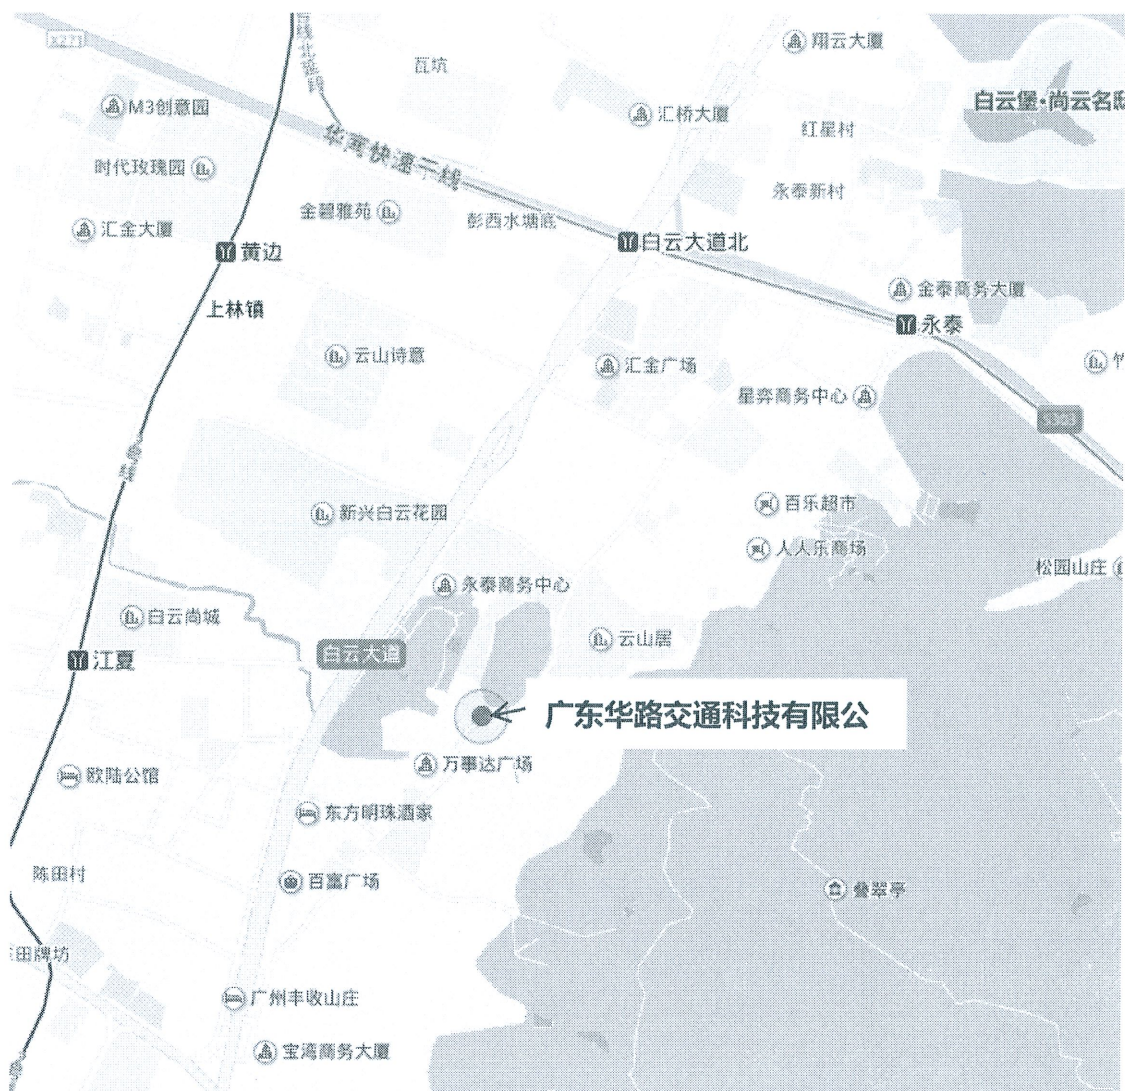 X271
翔云大厦
瓦坑
白云堡·尚云名邸
M3创意园
汇桥大厦
红星村
华南快速三线
时代玫瑰园
永泰新村
金碧雅苑
彭西水塘底
汇金大厦
黄边
白云大道北
金泰商务大厦
上林镇
永泰
云山诗意
汇金广场
星弈商务中心
S303
新兴白云花园
百乐超市
人人乐商场
松园山庄
永泰商务中心
白云尚城
云山居
白云大道
江夏
广东华路交通科技有限公
万事达广场
欧陆公馆
东方明珠酒家
陈田村
百富广场
叠翠亭
田牌坊
广州丰收山庄
宝湾商务大厦